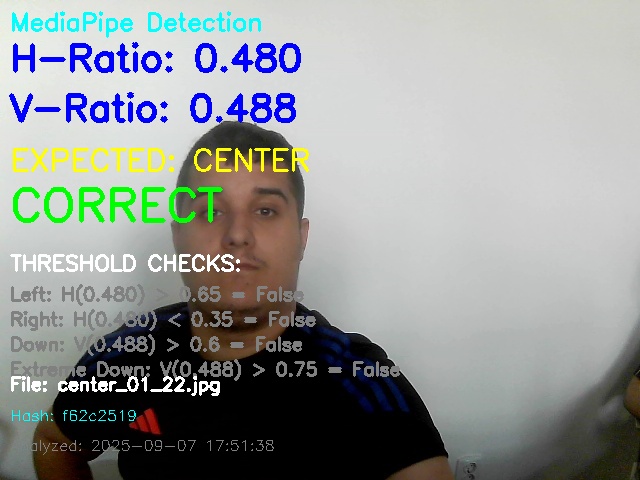 MediaPipe Detection
H-Ratio: 0.480
V-Ratio: 0.488
EXPECTED: CENTER
CORRECT
THRESHOLD CHECKS:
Left: H(0.480) > 0.65 = False
Right: H(0.480) < 0.35 = False
Down: V(0.488) > 0.6 = False
Extreme Down: V(0.488) > 0.75 = False
File: center_01_22.jpg
Hash: f62c2519
alyzed: 2025-09-07 17:51:38